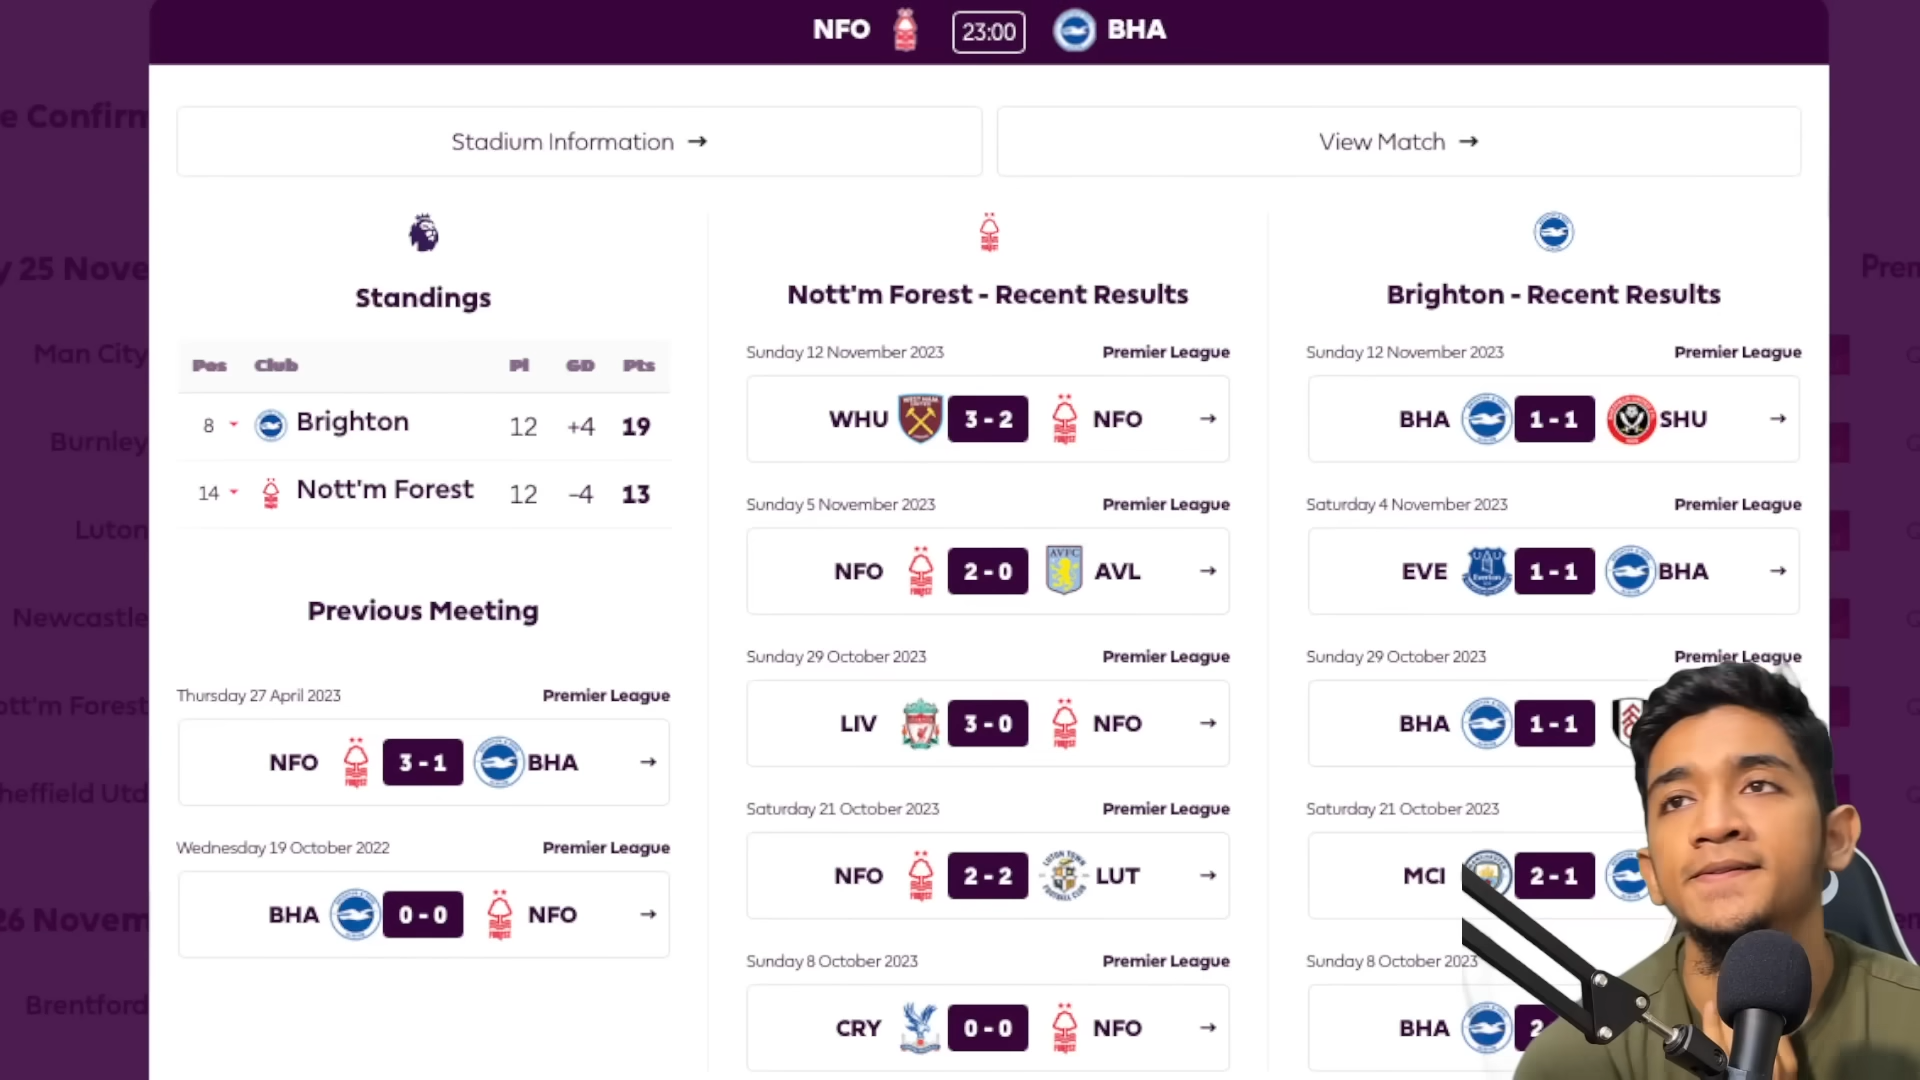 NFO 23:00 BHA
Stadium Information →
View Match →
e Confirm
y 25 Nove
Man City
Burnley
Luton
Newcastle
ott'm Forest
heffield Utd
26 Novem
Brentford
Prem
Standings
Pos Club Pl GD Pts
8 Brighton 12 +4 19
14 Nott'm Forest 12 -4 13
Previous Meeting
Thursday 27 April 2023 Premier League
NFO 3 - 1 BHA →
Wednesday 19 October 2022 Premier League
BHA 0 - 0 NFO →
Nott'm Forest - Recent Results
Sunday 12 November 2023 Premier League
WHU 3 - 2 NFO →
Sunday 5 November 2023 Premier League
NFO 2 - 0 AVL →
Sunday 29 October 2023 Premier League
LIV 3 - 0 NFO →
Saturday 21 October 2023 Premier League
NFO 2 - 2 LUT →
Sunday 8 October 2023 Premier League
CRY 0 - 0 NFO →
Brighton - Recent Results
Sunday 12 November 2023 Premier League
BHA 1 - 1 SHU →
Saturday 4 November 2023 Premier League
EVE 1 - 1 BHA →
Sunday 29 October 2023 Premier League
BHA 1 - 1
Saturday 21 October 2023
MCI 2 - 1
Sunday 8 October 2023
BHA 2